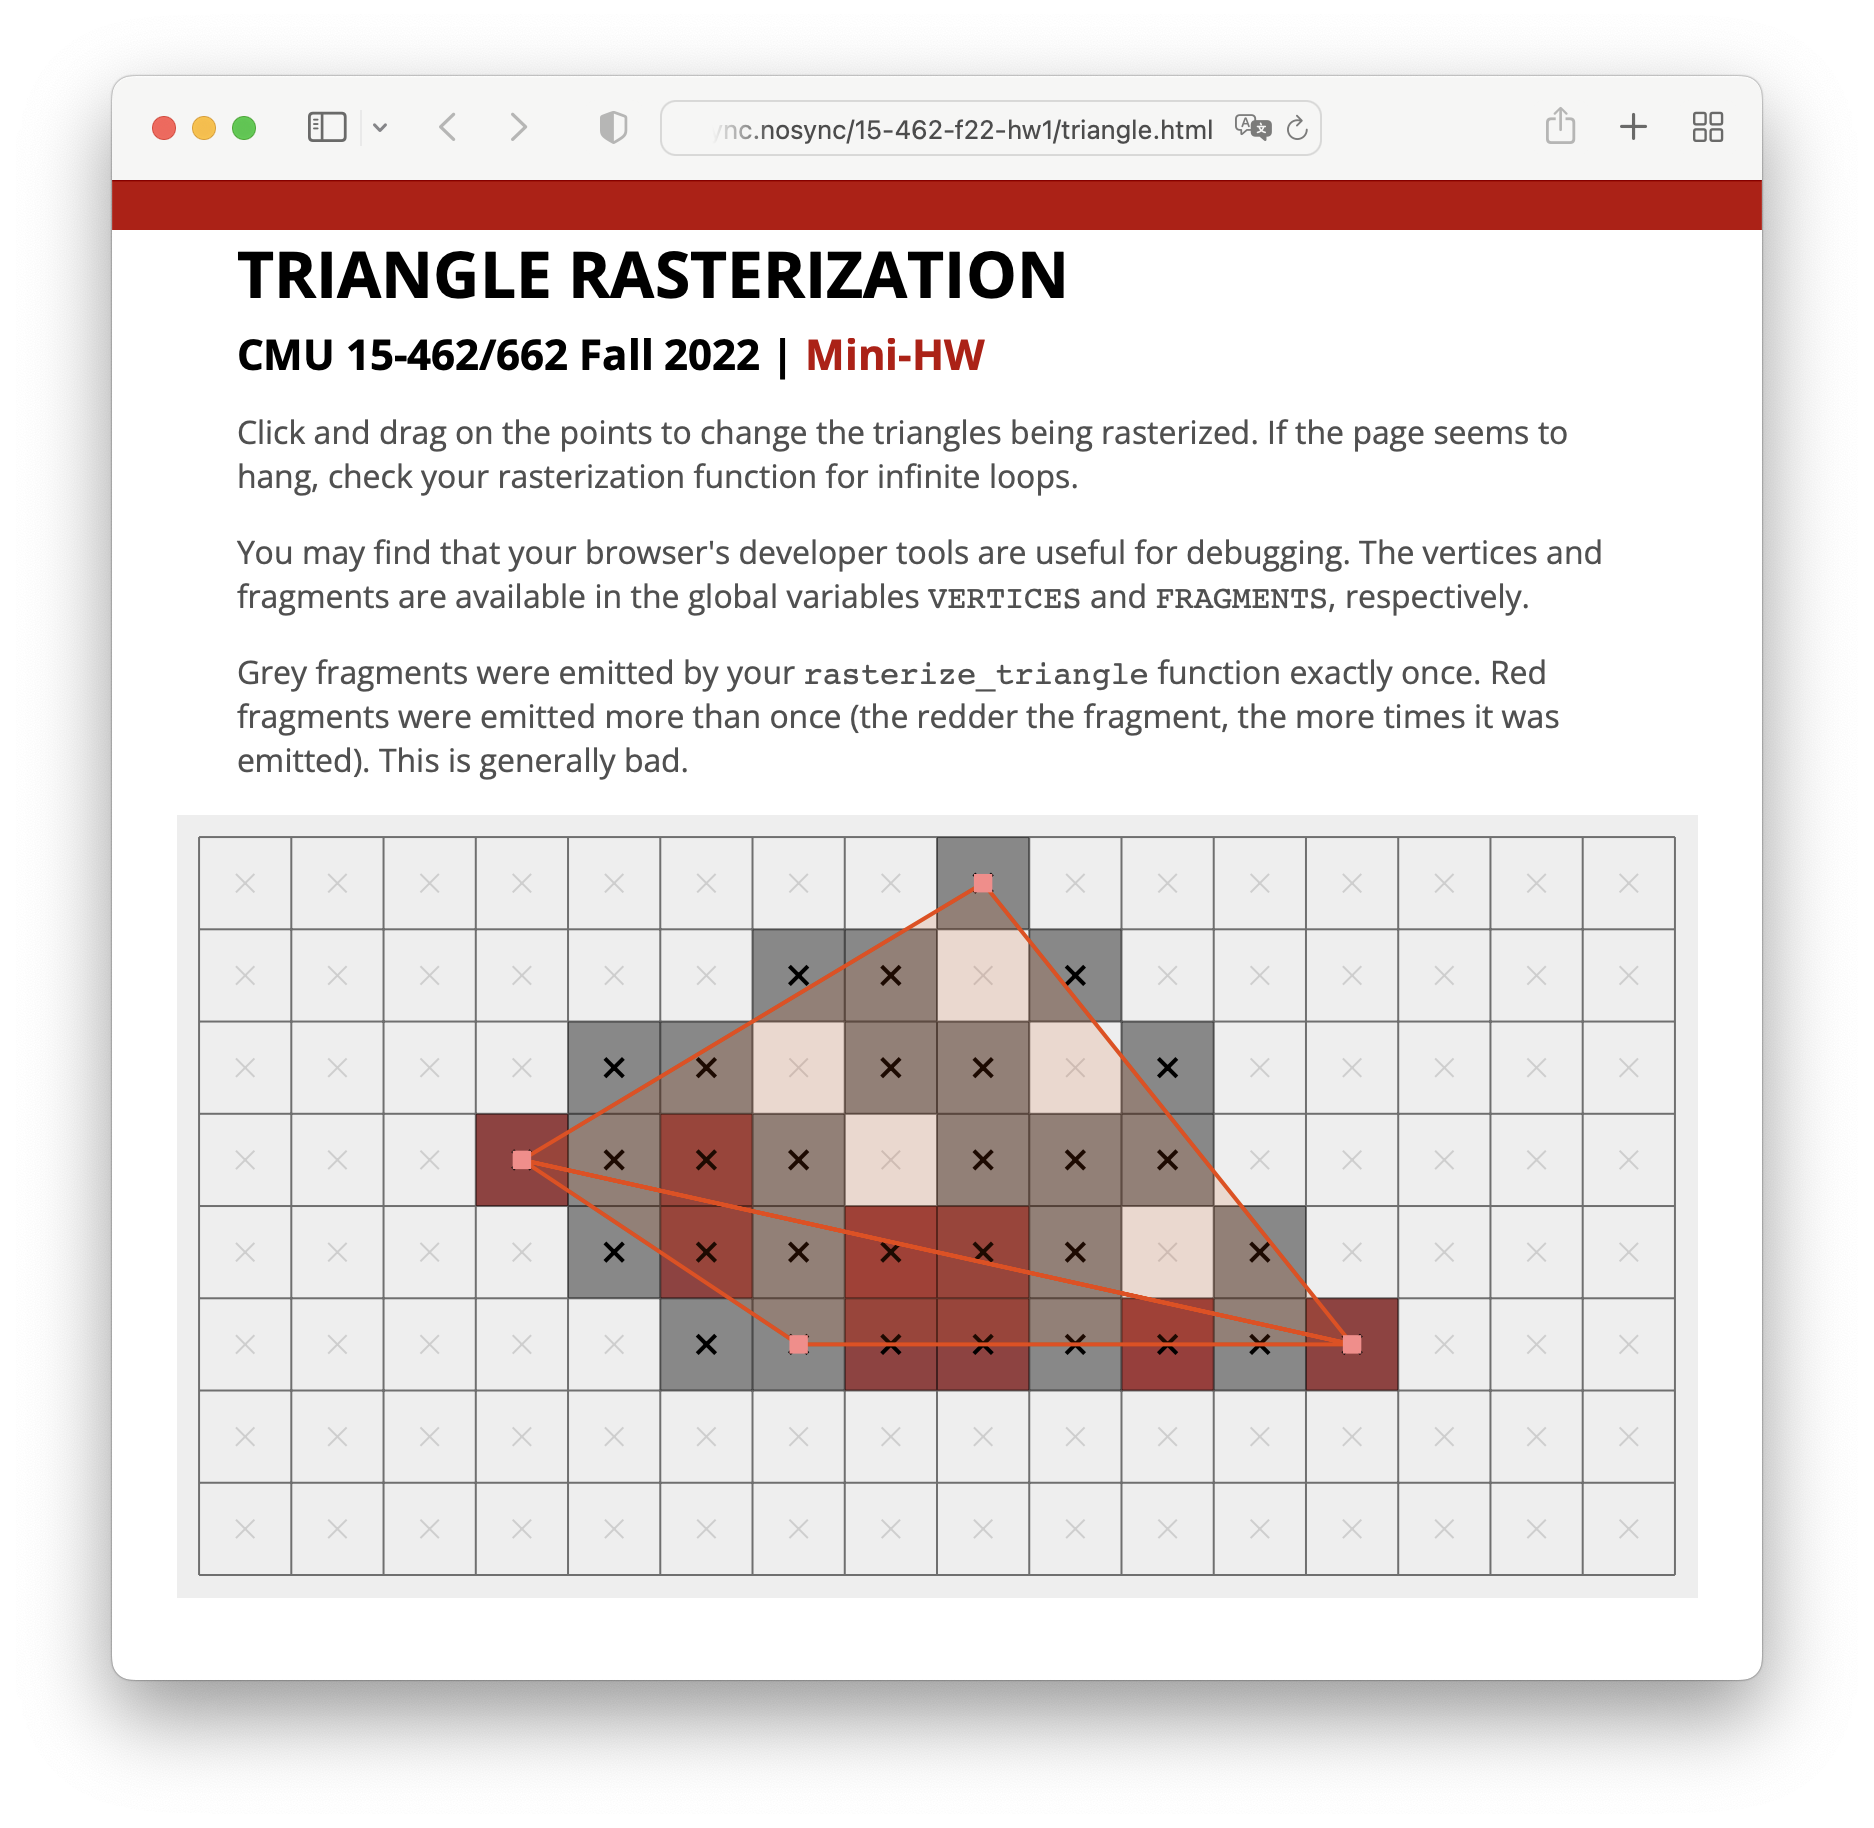 nc.nosync/15-462-f22-hw1/triangle.html
TRIANGLE RASTERIZATION
CMU 15-462/662 Fall 2022 | Mini-HW
Click and drag on the points to change the triangles being rasterized. If the page seems to
hang, check your rasterization function for infinite loops.
You may find that your browser's developer tools are useful for debugging. The vertices and
fragments are available in the global variables VERTICES and FRAGMENTS, respectively.
Grey fragments were emitted by your rasterize_triangle function exactly once. Red
fragments were emitted more than once (the redder the fragment, the more times it was
emitted). This is generally bad.